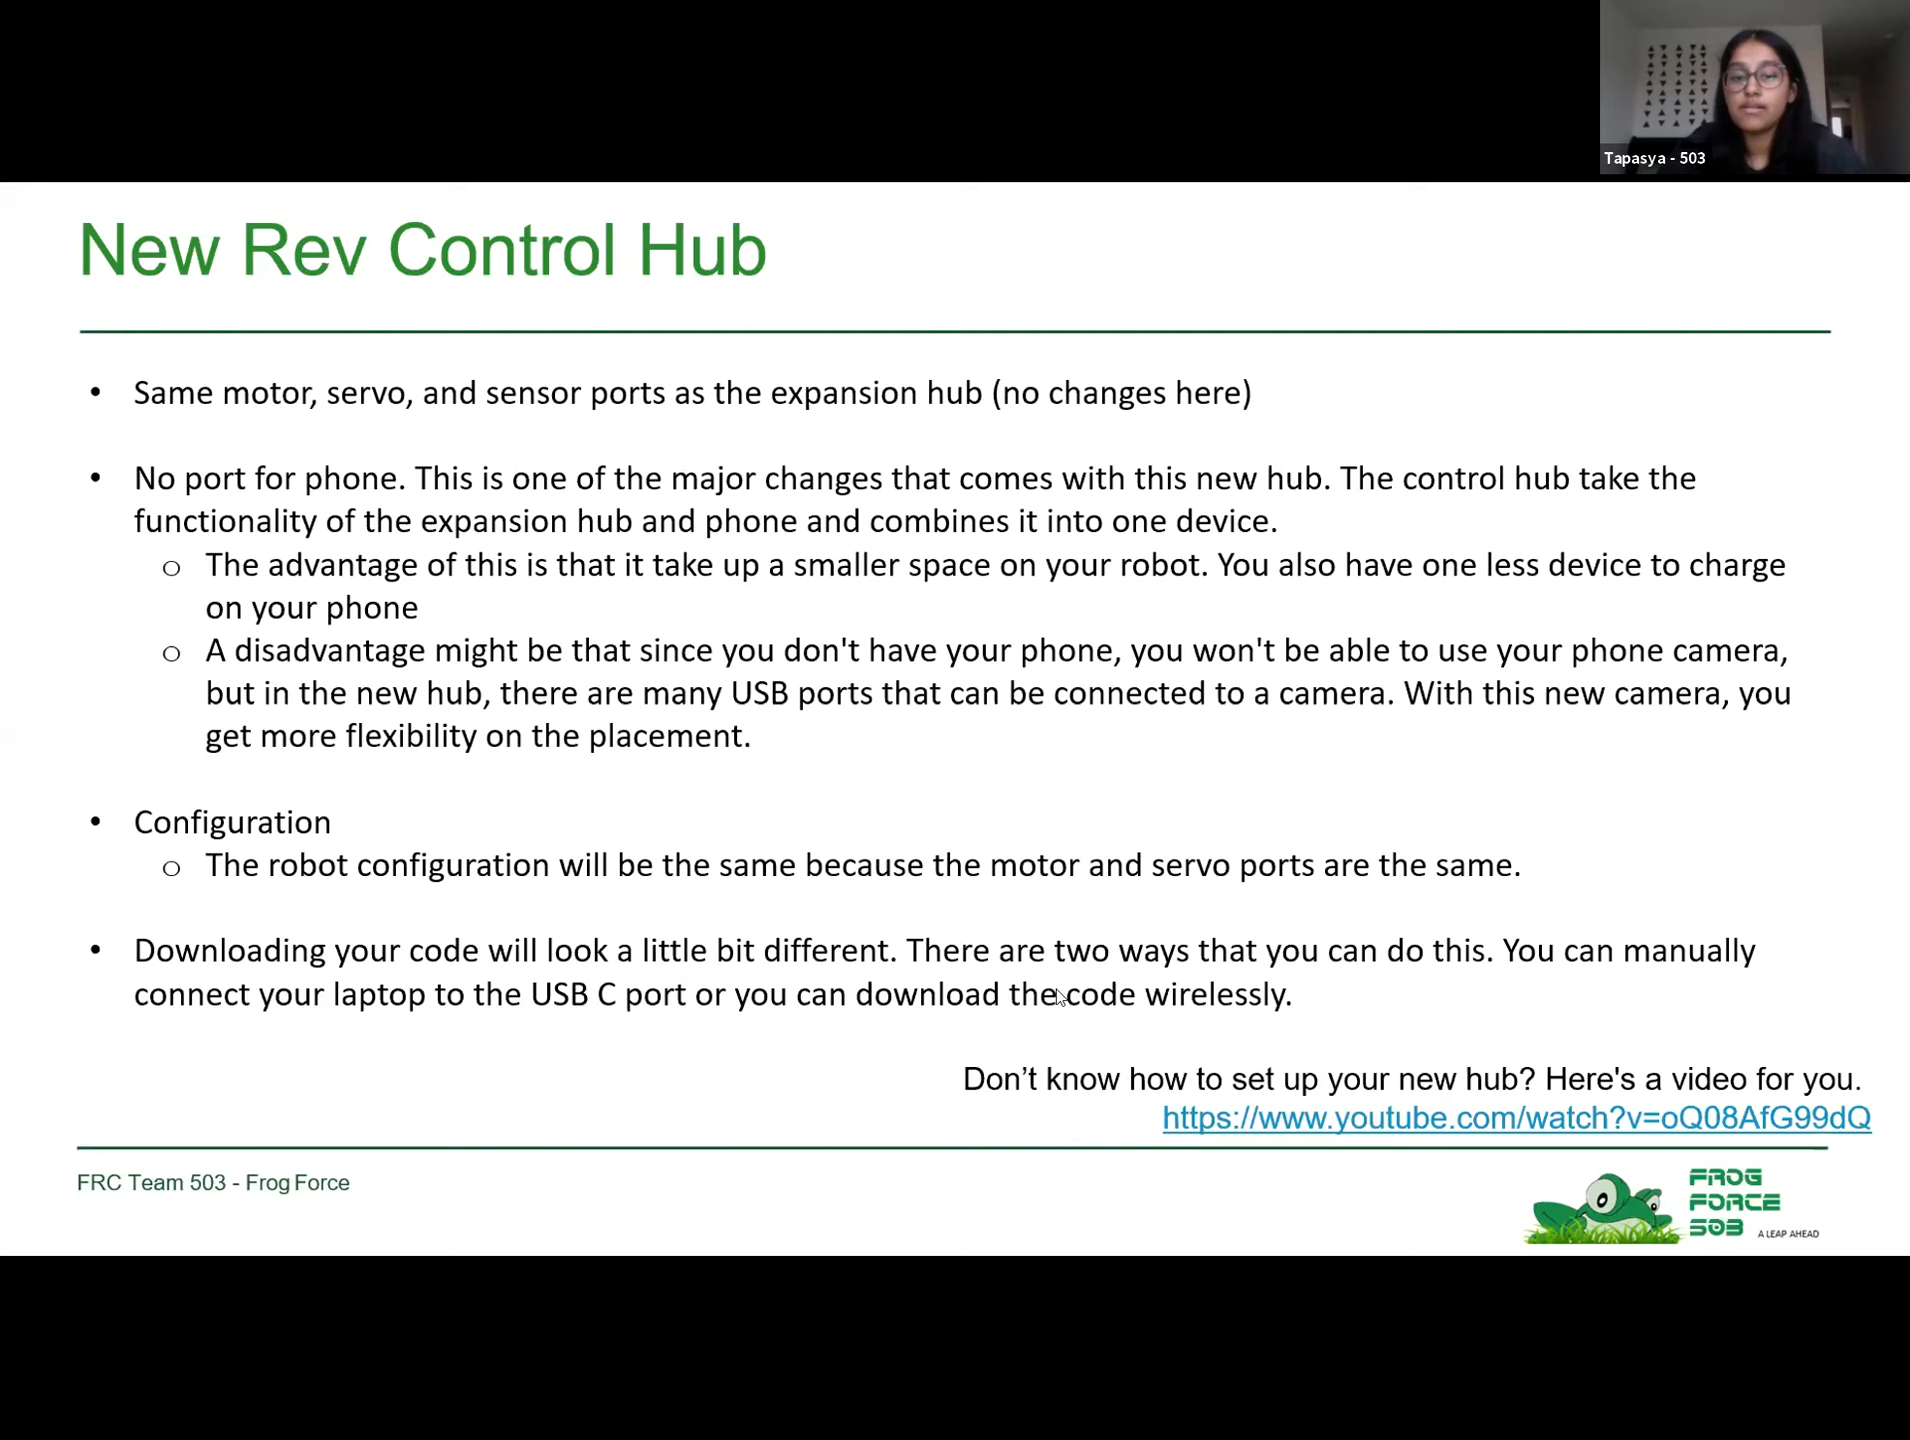 Tapasya - 503
New Rev Control Hub
• Same motor, servo, and sensor ports as the expansion hub (no changes here)
• No port for phone. This is one of the major changes that comes with this new hub. The control hub take the
functionality of the expansion hub and phone and combines it into one device.
o The advantage of this is that it take up a smaller space on your robot. You also have one less device to charge
on your phone
o A disadvantage might be that since you don't have your phone, you won't be able to use your phone camera,
but in the new hub, there are many USB ports that can be connected to a camera. With this new camera, you
get more flexibility on the placement.
• Configuration
o The robot configuration will be the same because the motor and servo ports are the same.
• Downloading your code will look a little bit different. There are two ways that you can do this. You can manually
connect your laptop to the USB C port or you can download the code wirelessly.
Don’t know how to set up your new hub? Here's a video for you.
https://www.youtube.com/watch?v=oQ08AfG99dQ
FRC Team 503 - Frog Force
FROG
FORCE
503 A LEAP AHEAD